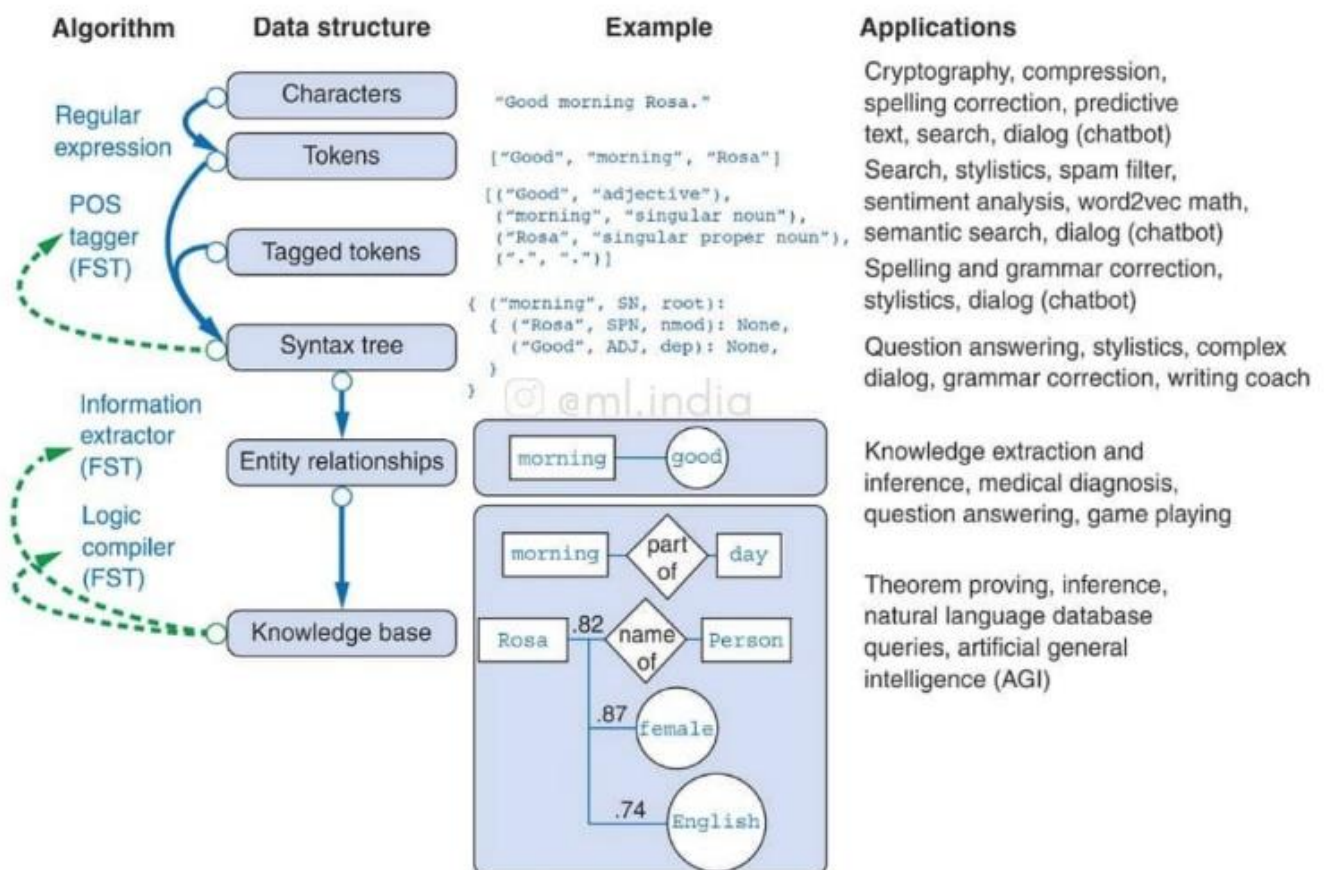 Algorithm
Data structure
Example
Applications
Regular
expression
POS
tagger
(FST)
Information
extractor
(FST)
Logic
compiler
(FST)
Characters
Tokens
Tagged tokens
Syntax tree
Entity relationships
Knowledge base
"Good morning Rosa."
["Good", "morning", "Rosa"]
[("Good", "adjective"),
("morning", "singular noun"),
("Rosa", "singular proper noun"),
(".", ".")]
{ ("morning", SN, root):
{ ("Rosa", SPN, nmod): None,
("Good", ADJ, dep): None,
}
}
@ml.india
morning
good
morning
part
of
day
Rosa
.82
name
of
Person
.87
female
.74
English
Cryptography, compression,
spelling correction, predictive
text, search, dialog (chatbot)
Search, stylistics, spam filter,
sentiment analysis, word2vec math,
semantic search, dialog (chatbot)
Spelling and grammar correction,
stylistics, dialog (chatbot)
Question answering, stylistics, complex
dialog, grammar correction, writing coach
Knowledge extraction and
inference, medical diagnosis,
question answering, game playing
Theorem proving, inference,
natural language database
queries, artificial general
intelligence (AGI)